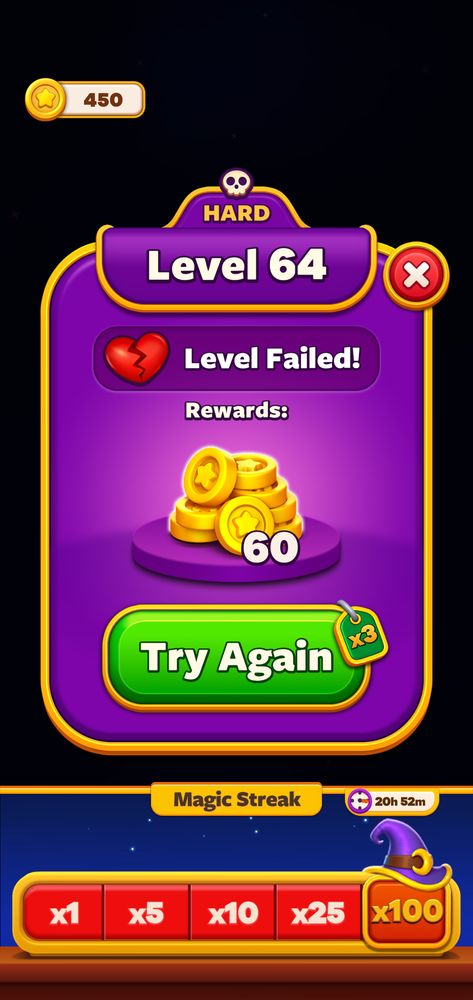 450
HARD
Level 64
Level Failed!
Rewards:
60
Try Again
x3
Magic Streak
20h 52m
x1 x5 x10 x25 x100